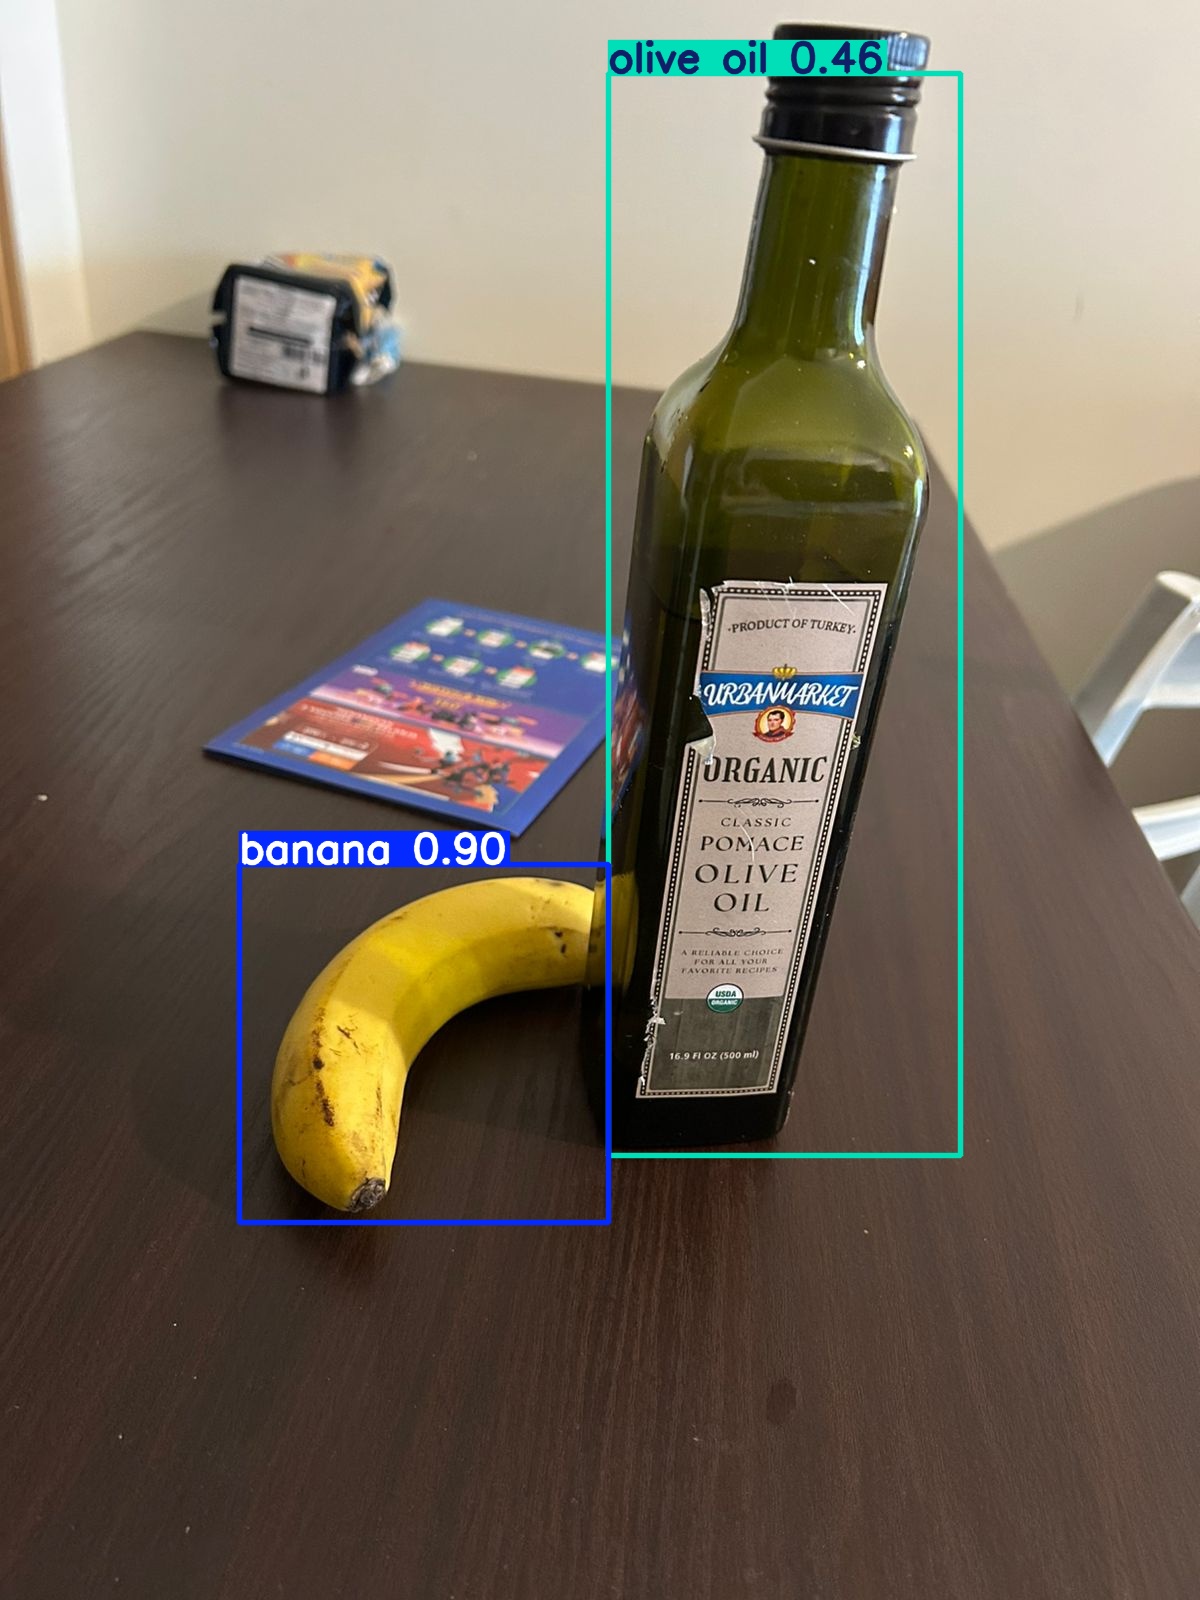 olive oil 0.46
·PRODUCT OF TURKEY·
URBANMARKET
ORGANIC
CLASSIC
POMACE
OLIVE
OIL
A RELIABLE CHOICE
FOR ALL YOUR
FAVORITE RECIPES
USDA
ORGANIC
16.9 Fl OZ (500 ml)
banana 0.90